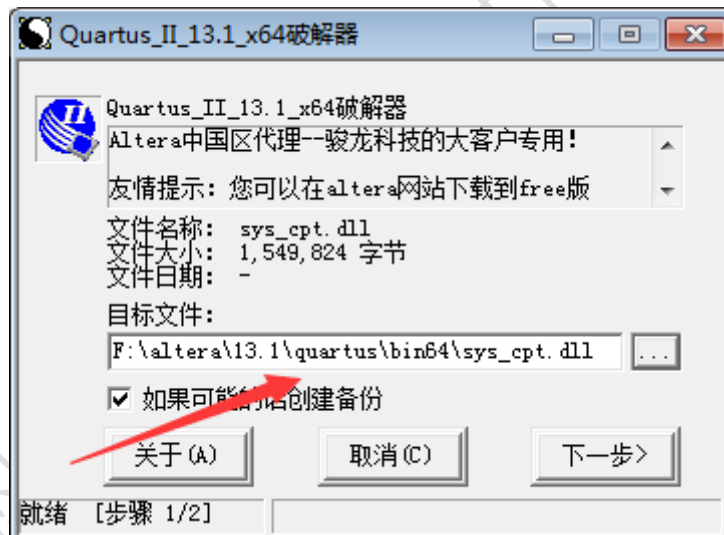 Quartus_II_13.1_x64破解器
Quartus_II_13.1_x64破解器
Altera中国区代理--骏龙科技的大客户专用!
友情提示: 您可以在altera网站下载到free版
文件名称: sys_cpt.dll
文件大小: 1,549,824 字节
文件日期: -
目标文件:
F:\altera\13.1\quartus\bin64\sys_cpt.dll ...
如果可能的话创建备份
关于(A) 取消(C) 下一步>
就绪 [步骤 1/2]